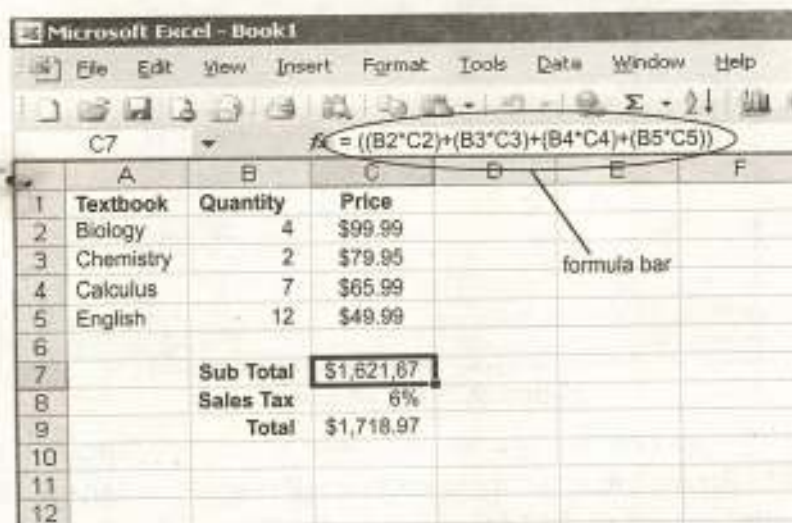 Microsoft Excel - Book1
File Edit View Insert Format Tools Data Window Help
Σ
C7 fx = ((B2*C2)+(B3*C3)+(B4*C4)+(B5*C5))
A B C D E F
1 Textbook Quantity Price
2 Biology 4 $99.99
3 Chemistry 2 $79.95
formula bar
4 Calculus 7 $65.99
5 English 12 $49.99
6
7 Sub Total $1,621,67
8 Sales Tax 6%
9 Total $1,718.97
10
11
12